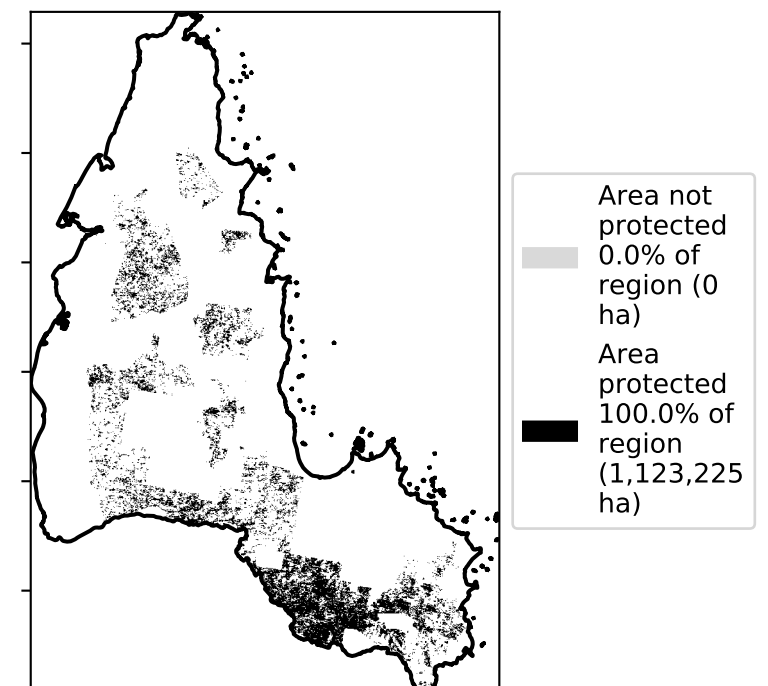 Area not
protected
0.0% of
region (0
ha)
Area
protected
100.0% of
region
(1,123,225
ha)